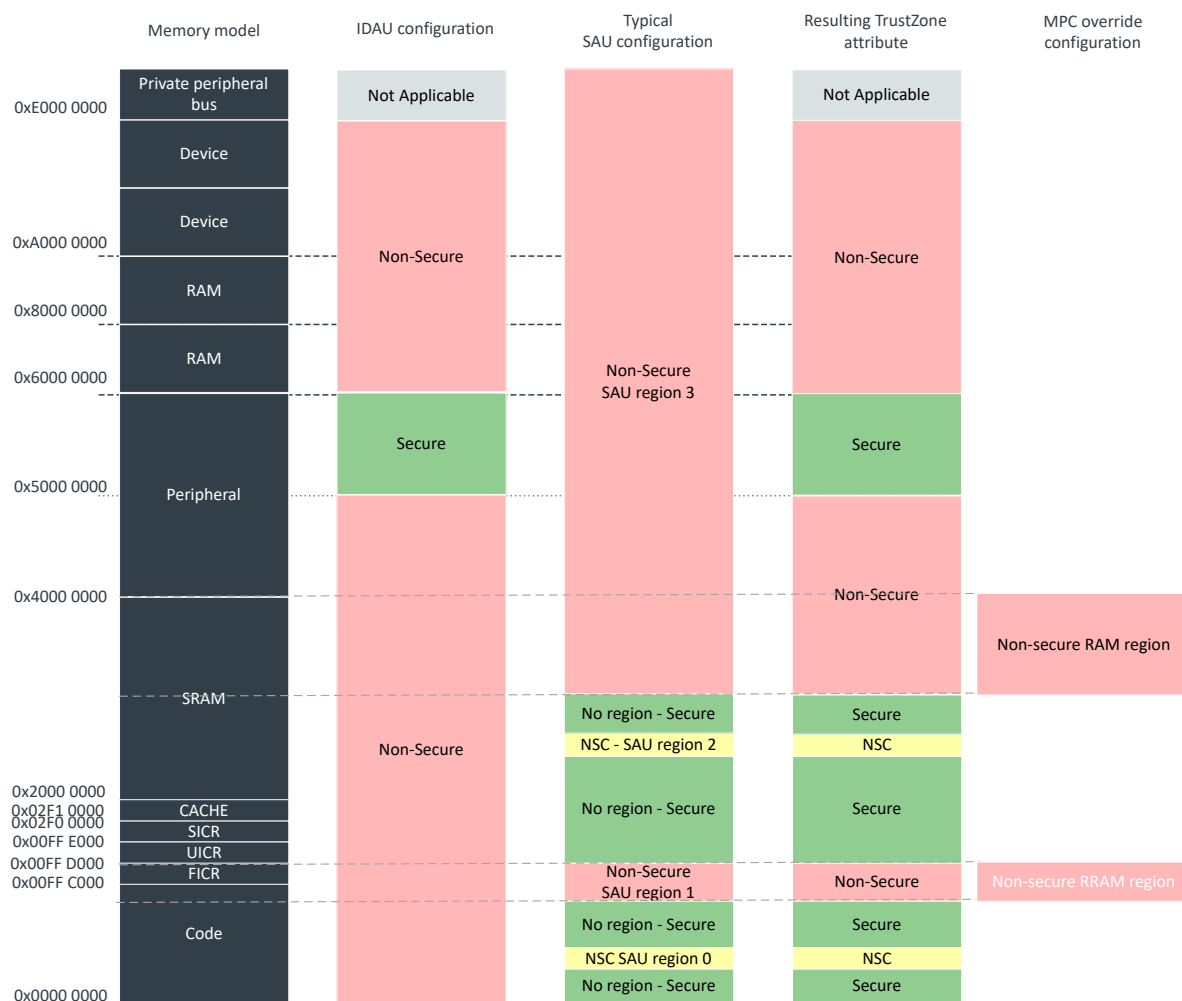 Memory model
IDAU configuration
Typical
SAU configuration
Resulting TrustZone
attribute
MPC override
configuration
Private peripheral
bus
Not Applicable
Not Applicable
0xE000 0000
Device
Device
0xA000 0000
Non-Secure
Non-Secure
RAM
0x8000 0000
RAM
0x6000 0000
Non-Secure
SAU region 3
Secure
Secure
0x5000 0000
Peripheral
0x4000 0000
Non-Secure
Non-secure RAM region
SRAM
No region - Secure
Secure
Non-Secure
NSC - SAU region 2
NSC
0x2000 0000
0x02F1 0000
CACHE
No region - Secure
Secure
0x02F0 0000
SICR
0x00FF E000
UICR
0x00FF D000
FICR
0x00FF C000
Non-Secure
SAU region 1
Non-Secure
Non-secure RRAM region
Code
No region - Secure
Secure
NSC SAU region 0
NSC
No region - Secure
Secure
0x0000 0000